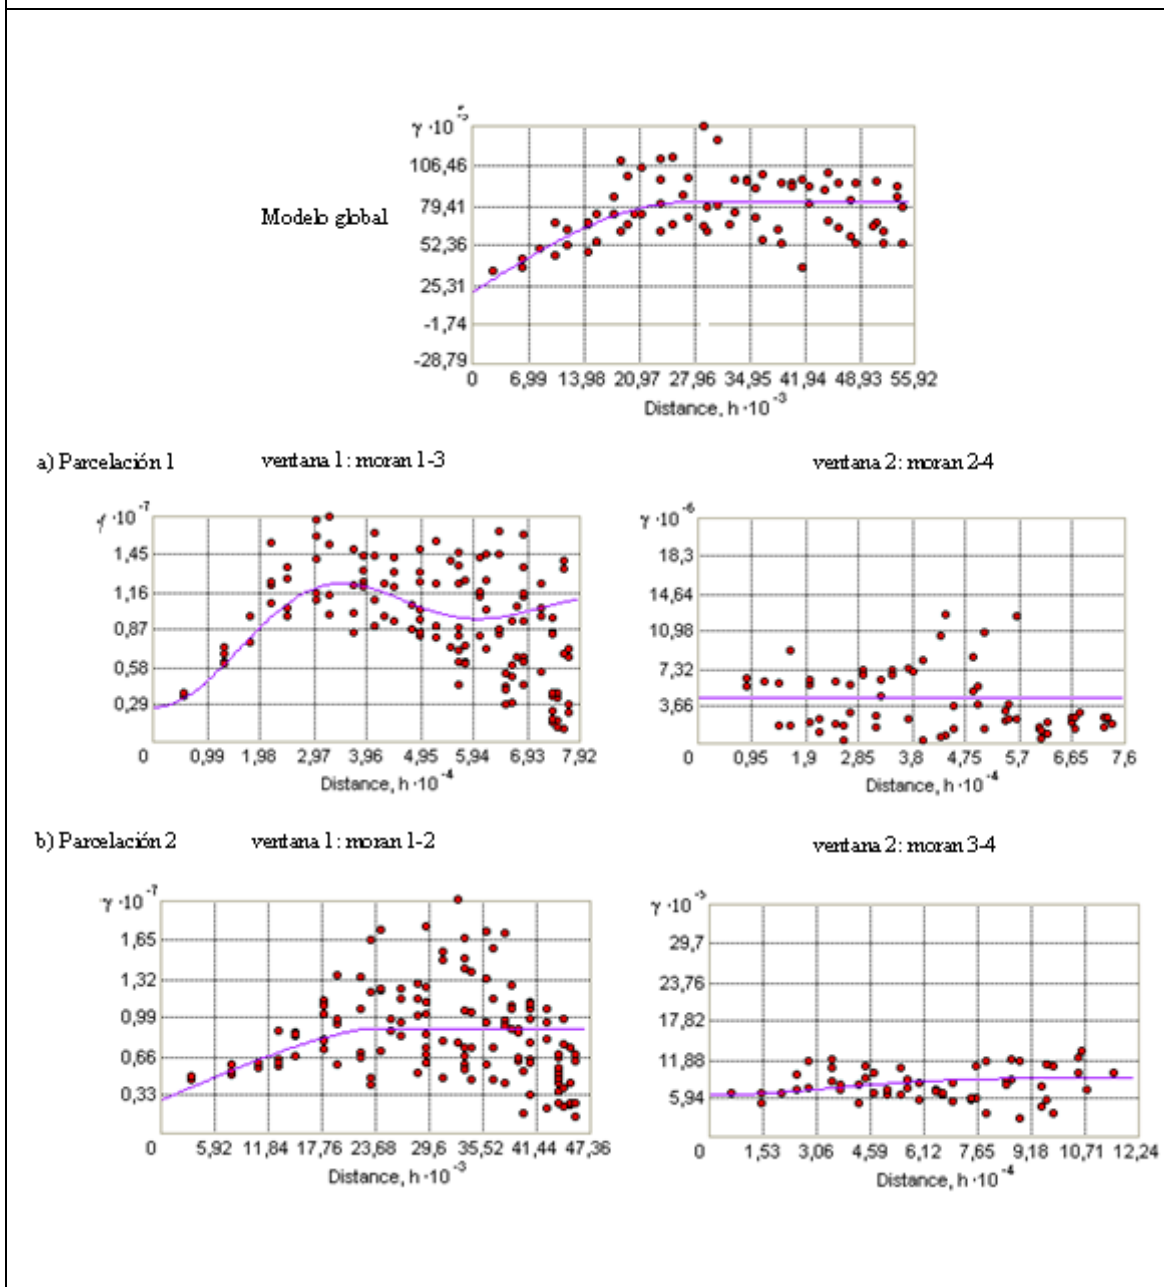 γ ·10⁻⁵
106,46
79,41
52,36
25,31
-1,74
-28,79
Modelo global
0 6,99 13,98 20,97 27,96 34,95 41,94 48,93 55,92
Distance, h ·10⁻³
a) Parcelación 1 ventana 1: moran 1-3 ventana 2: moran 2-4
γ ·10⁻⁷
1,45
1,16
0,87
0,58
0,29
0 0,99 1,98 2,97 3,96 4,95 5,94 6,93 7,92
Distance, h ·10⁻⁴
γ ·10⁻⁶
18,3
14,64
10,98
7,32
3,66
0 0,95 1,9 2,85 3,8 4,75 5,7 6,65 7,6
Distance, h ·10⁻⁴
b) Parcelación 2 ventana 1: moran 1-2 ventana 2: moran 3-4
γ ·10⁻⁷
1,65
1,32
0,99
0,66
0,33
0 5,92 11,84 17,76 23,68 29,6 35,52 41,44 47,36
Distance, h ·10⁻³
γ ·10⁻⁵
29,7
23,76
17,82
11,88
5,94
0 1,53 3,06 4,59 6,12 7,65 9,18 10,71 12,24
Distance, h ·10⁻⁴